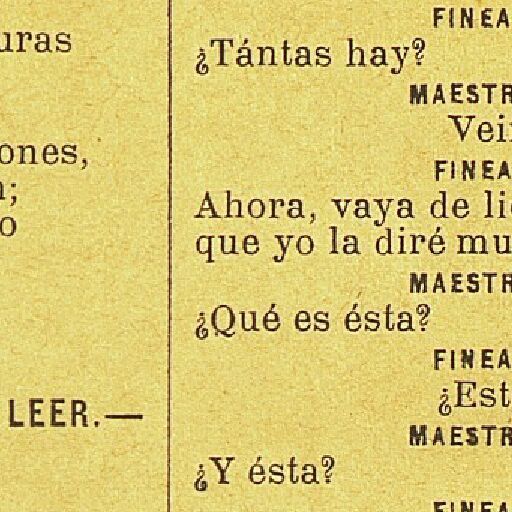 uras
ones,
o
LEER.—
FINEA
¿Tántas hay?
MAESTR
Vei
FINEA
Ahora, vaya de li
que yo la diré mu
MAESTR
¿Qué es ésta?
FINEA
¿Est
MAESTR
¿Y ésta?
FINEA